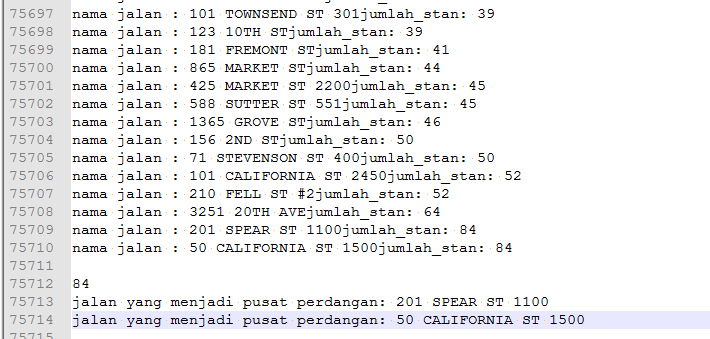 75697 nama jalan : 101 TOWNSEND ST 301jumlah_stan: 39
75698 nama jalan : 123 10TH STjumlah_stan: 39
75699 nama jalan : 181 FREMONT STjumlah_stan: 41
75700 nama jalan : 865 MARKET STjumlah_stan: 44
75701 nama jalan : 425 MARKET ST 2200jumlah_stan: 45
75702 nama jalan : 588 SUTTER ST 551jumlah_stan: 45
75703 nama jalan : 1365 GROVE STjumlah_stan: 46
75704 nama jalan : 156 2ND STjumlah_stan: 50
75705 nama jalan : 71 STEVENSON ST 400jumlah_stan: 50
75706 nama jalan : 101 CALIFORNIA ST 2450jumlah_stan: 52
75707 nama jalan : 210 FELL ST #2jumlah_stan: 52
75708 nama jalan : 3251 20TH AVEjumlah_stan: 64
75709 nama jalan : 201 SPEAR ST 1100jumlah_stan: 84
75710 nama jalan : 50 CALIFORNIA ST 1500jumlah_stan: 84
75711
75712 84
75713 jalan yang menjadi pusat perdangan: 201 SPEAR ST 1100
75714 jalan yang menjadi pusat perdangan: 50 CALIFORNIA ST 1500
75715